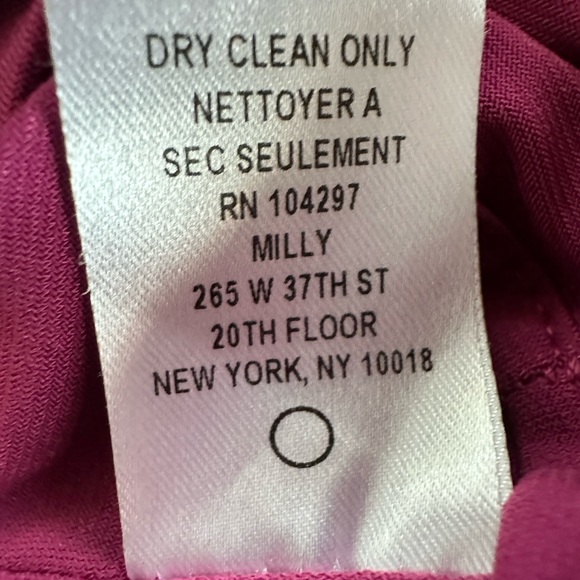 DRY CLEAN ONLY
NETTOYER A
SEC SEULEMENT
RN 104297
MILLY
265 W 37TH ST
20TH FLOOR
NEW YORK, NY 10018